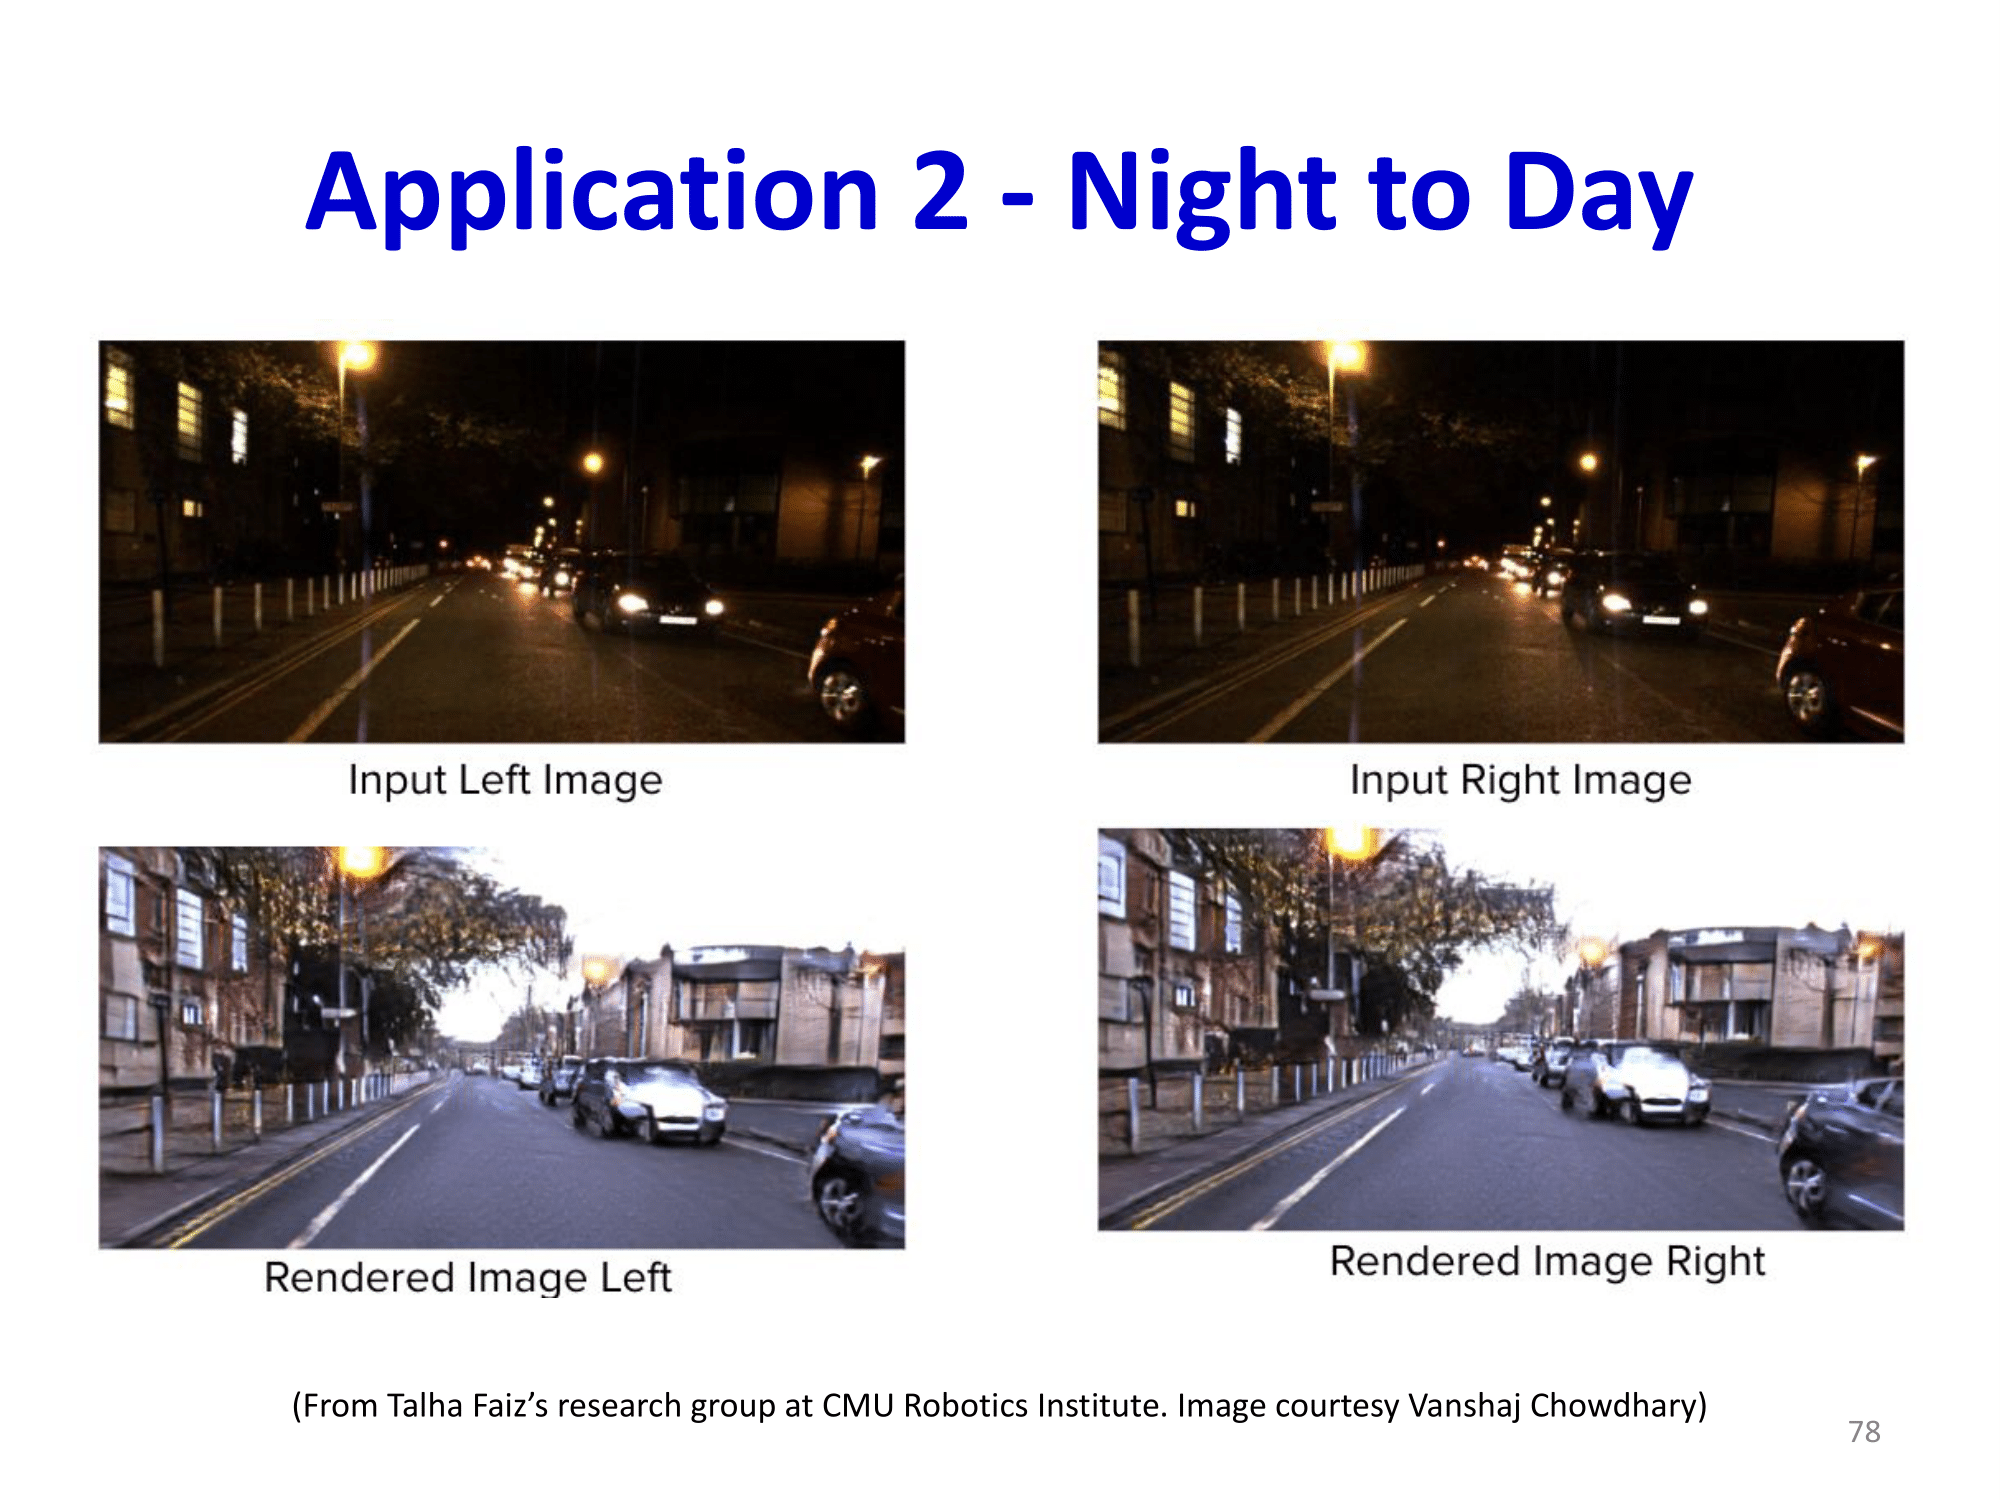 Application 2 - Night to Day
Input Left Image
Input Right Image
Rendered Image Left
Rendered Image Right
(From Talha Faiz’s research group at CMU Robotics Institute. Image courtesy Vanshaj Chowdhary)
78